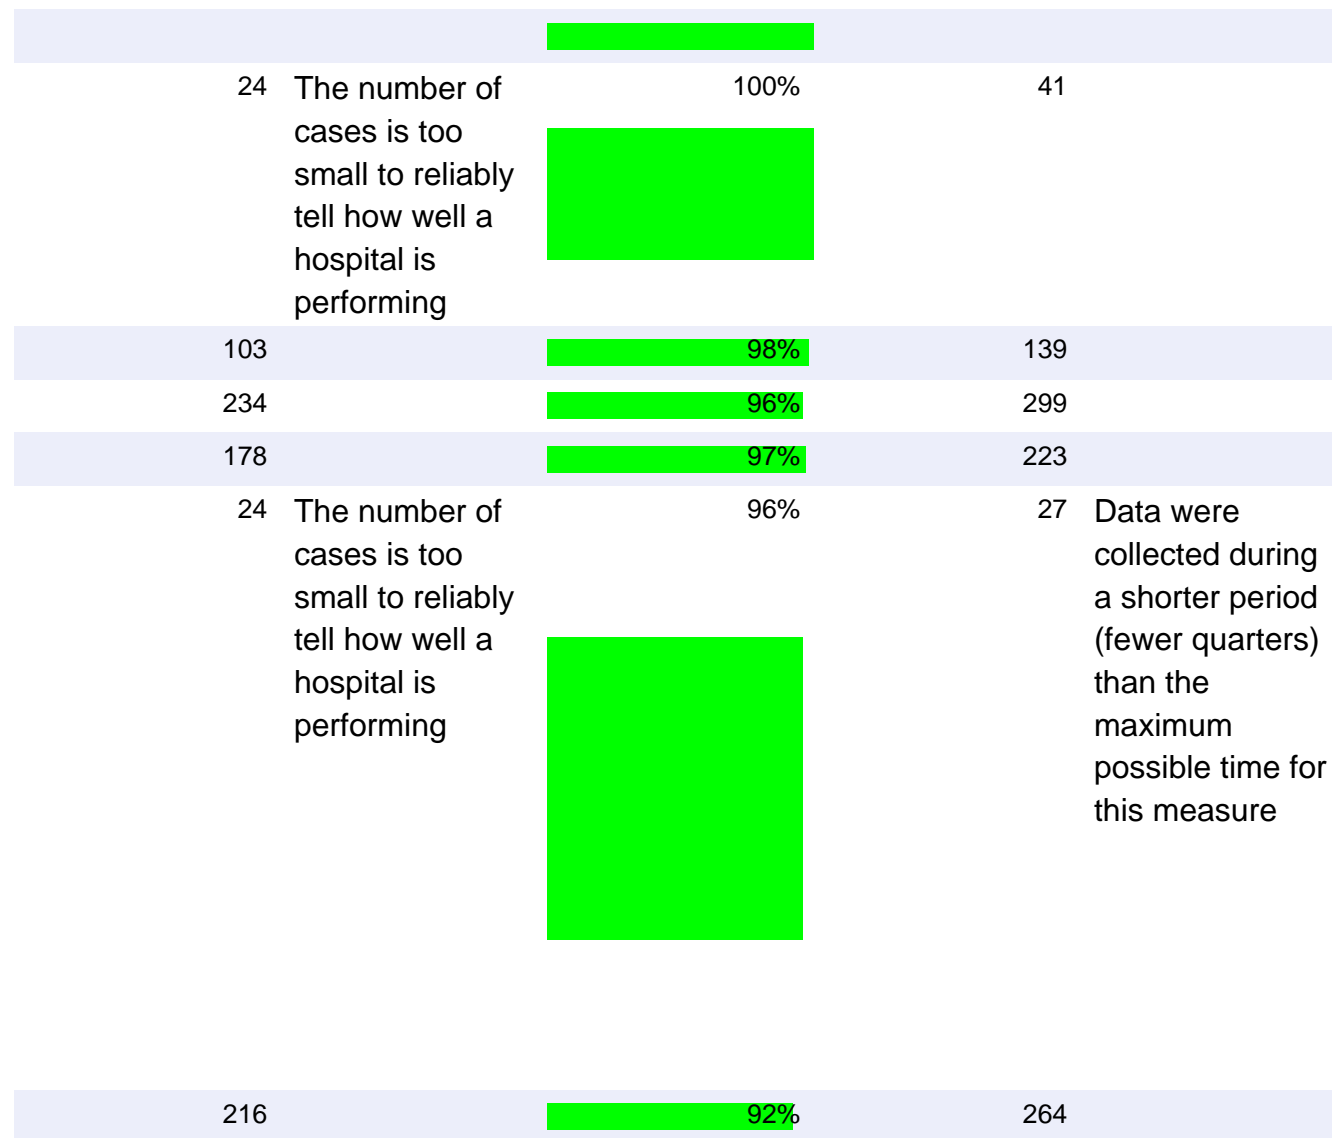 24 The number of 100% 41
cases is too
small to reliably
tell how well a
hospital is
performing
103 98% 139
234 96% 299
178 97% 223
24 The number of 96% 27 Data were
cases is too collected during
small to reliably a shorter period
tell how well a (fewer quarters)
hospital is than the
performing maximum
possible time for
this measure
216 92% 264